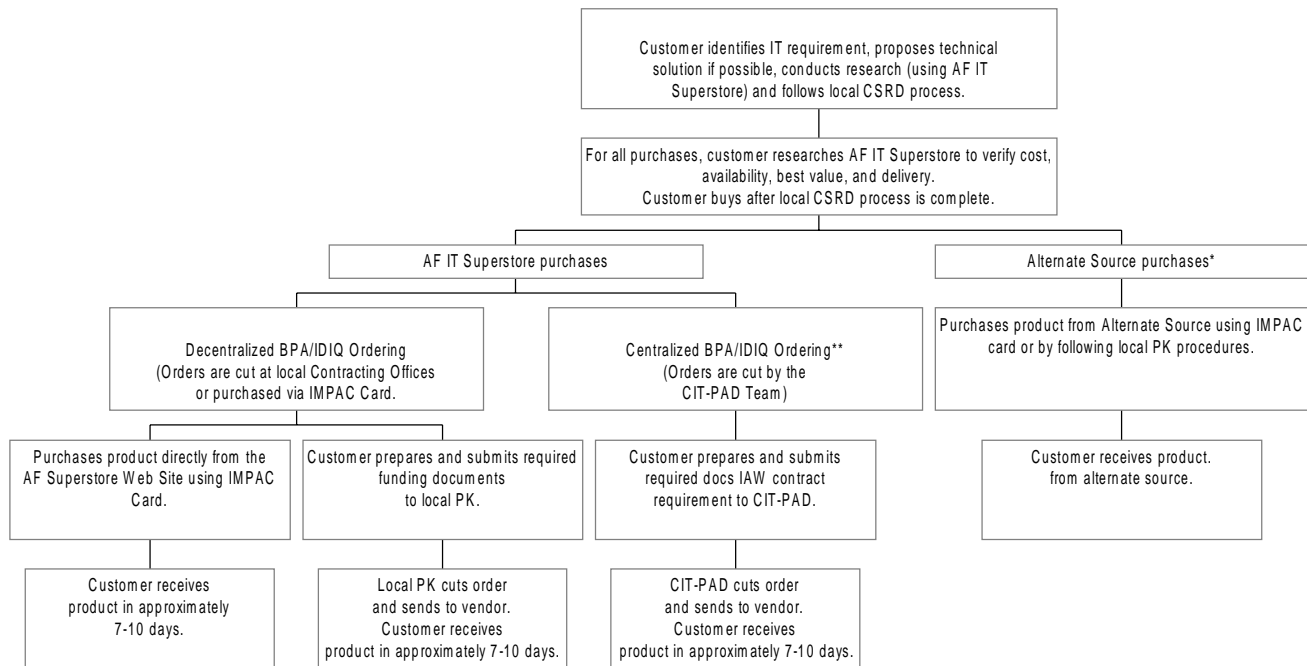 Customer identifies IT requirement, proposes technical
solution if possible, conducts research (using AF IT
Superstore) and follows local CSRD process.
For all purchases, customer researches AF IT Superstore to verify cost,
availability, best value, and delivery.
Customer buys after local CSRD process is complete.
AF IT Superstore purchases
Alternate Source purchases*
Decentralized BPA/IDIQ Ordering
(Orders are cut at local Contracting Offices
or purchased via IMPAC Card.
Centralized BPA/IDIQ Ordering**
(Orders are cut by the
CIT-PAD Team)
Purchases product from Alternate Source using IMPAC
card or by following local PK procedures.
Purchases product directly from the
AF Superstore Web Site using IMPAC
Card.
Customer prepares and submits required
funding documents
to local PK.
Customer prepares and submits
required docs IAW contract
requirement to CIT-PAD.
Customer receives product.
from alternate source.
Customer receives
product in approximately
7-10 days.
Local PK cuts order
and sends to vendor.
Customer receives
product in approximately 7-10 days.
CIT-PAD cuts order
and sends to vendor.
Customer receives
product in approximately 7-10 days.